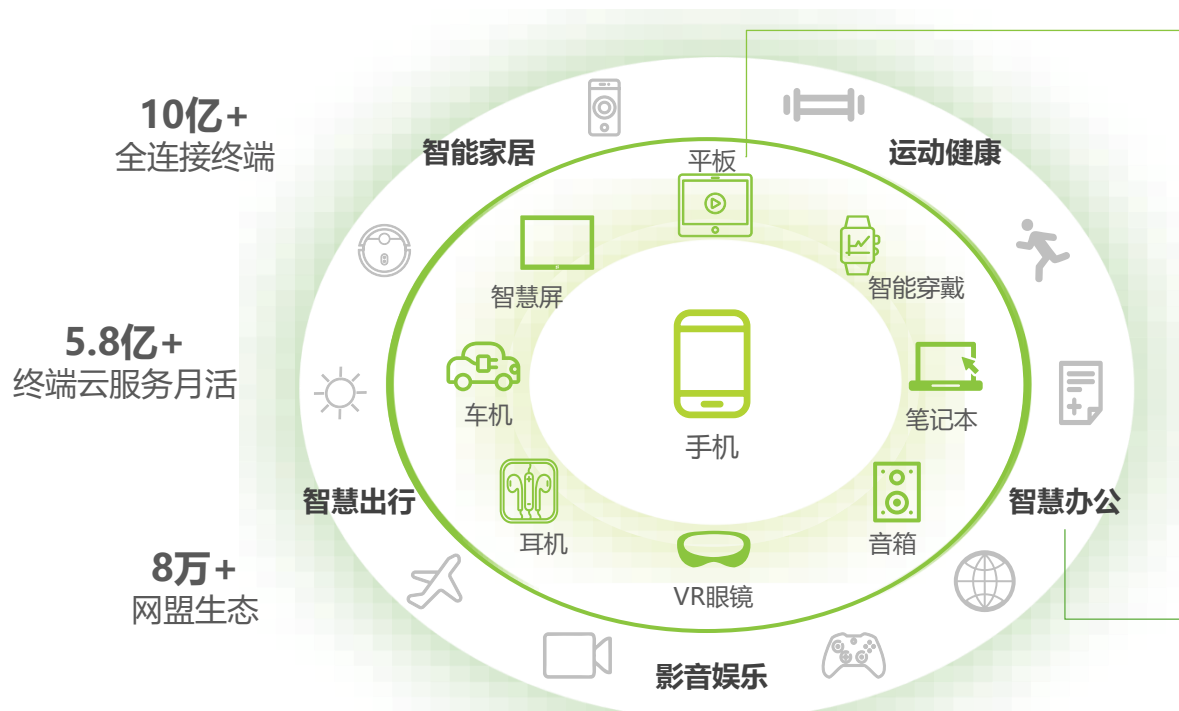 10亿+
全连接终端
5.8亿+
终端云服务月活
8万+
网盟生态
智能家居
运动健康
平板
智慧屏
智能穿戴
车机
手机
笔记本
智慧出行
智慧办公
耳机
音箱
VR眼镜
影音娱乐